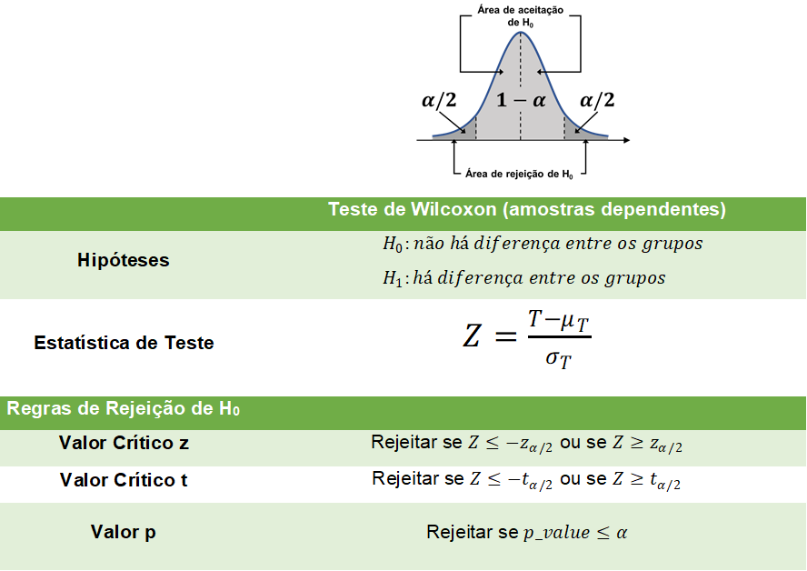 Área de aceitação
de H₀
α/2
1 − α
α/2
Área de rejeição de H₀
Teste de Wilcoxon (amostras dependentes)
Hipóteses
H₀: não há diferença entre os grupos
H₁: há diferença entre os grupos
Estatística de Teste
Z = (T−μ_T)/σ_T
Regras de Rejeição de H₀
Valor Crítico z
Rejeitar se Z ≤ −z_{α/2} ou se Z ≥ z_{α/2}
Valor Crítico t
Rejeitar se Z ≤ −t_{α/2} ou se Z ≥ t_{α/2}
Valor p
Rejeitar se p_value ≤ α